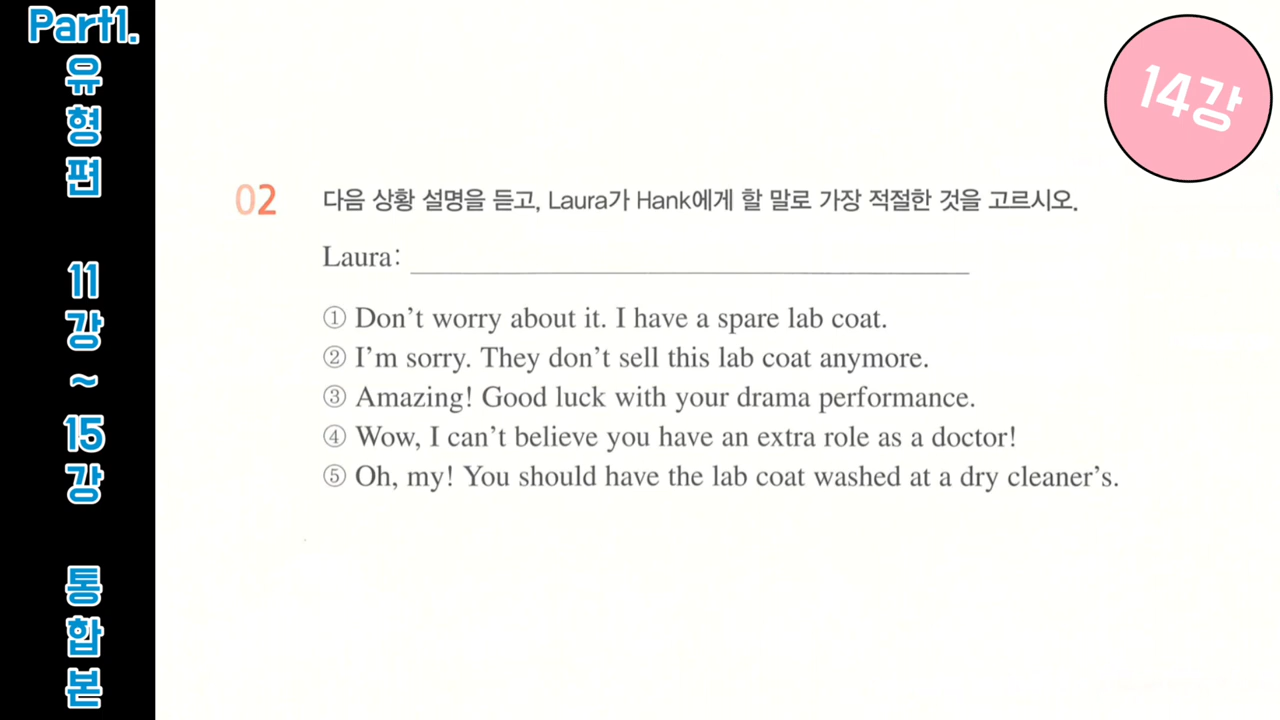 Part1.
유형편
11강~15강
통합본
14강
02 다음 상황 설명을 듣고, Laura가 Hank에게 할 말로 가장 적절한 것을 고르시오.
Laura:
① Don't worry about it. I have a spare lab coat.
② I'm sorry. They don't sell this lab coat anymore.
③ Amazing! Good luck with your drama performance.
④ Wow, I can't believe you have an extra role as a doctor!
⑤ Oh, my! You should have the lab coat washed at a dry cleaner's.